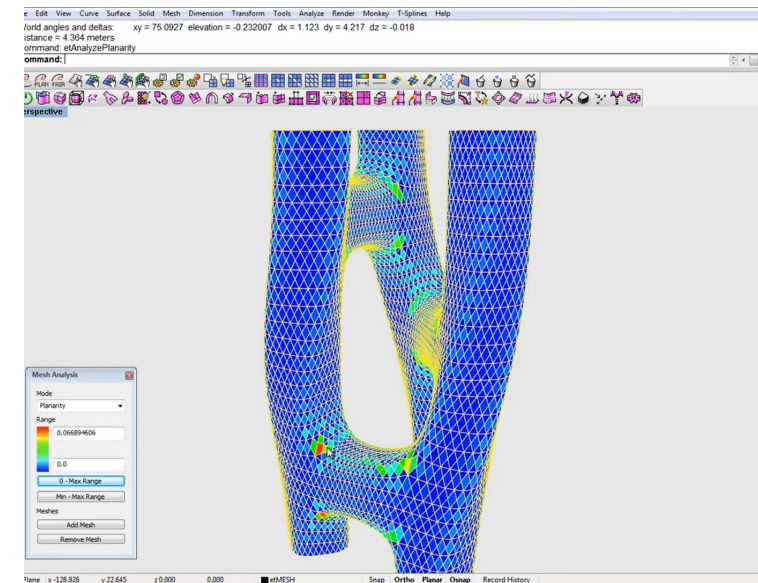 e Edit View Curve Surface Solid Mesh Dimension Transform Tools Analyze Render Monkey T-Splines Help
orld angles and deltas: xy = 75.0927 elevation = -0.232007 dx = 1.123 dy = 4.217 dz = -0.018
istance = 4.364 meters
ommand: etAnalyzePlanarity
ommand:
PLAN FAIR
erspective
Mesh Analysis
Mode
Planarity
Range
0.066894606
0.0
0 - Max Range
Min - Max Range
Meshes
Add Mesh
Remove Mesh
Plane x -128.926 y 22.645 z 0.000 0.000 etMESH Snap Ortho Planar Osnap Record History